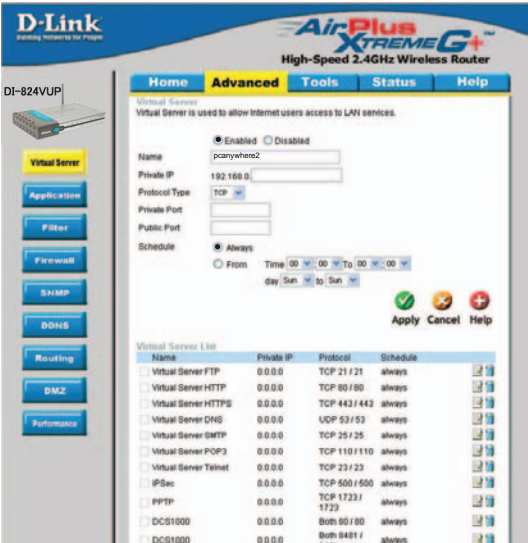 D-Link
Building Networks for People
AirPlus
XTREME G+™
High-Speed 2.4GHz Wireless Router
DI-824VUP
Home Advanced Tools Status Help
Virtual Server
Application
Filter
Firewall
SNMP
DDNS
Routing
DMZ
Performance
Virtual Server
Virtual Server is used to allow Internet users access to LAN services.
Enabled Disabled
Name pcanywhere2
Private IP 192.168.0.
Protocol Type TCP
Private Port
Public Port
Schedule Always
From Time 00 : 00 To 00 : 00
day Sun to Sun
Apply Cancel Help
Virtual Server List
Name Private IP Protocol Schedule
Virtual Server FTP 0.0.0.0 TCP 21 / 21 always
Virtual Server HTTP 0.0.0.0 TCP 80 / 80 always
Virtual Server HTTPS 0.0.0.0 TCP 443 / 443 always
Virtual Server DNS 0.0.0.0 UDP 53 / 53 always
Virtual Server SMTP 0.0.0.0 TCP 25 / 25 always
Virtual Server POP3 0.0.0.0 TCP 110 / 110 always
Virtual Server Telnet 0.0.0.0 TCP 23 / 23 always
IPSec 0.0.0.0 TCP 500 / 500 always
PPTP 0.0.0.0 TCP 1723 / 1723 always
DCS1000 0.0.0.0 Both 80 / 80 always
DCS1000 0.0.0.0 Both 8481 / always